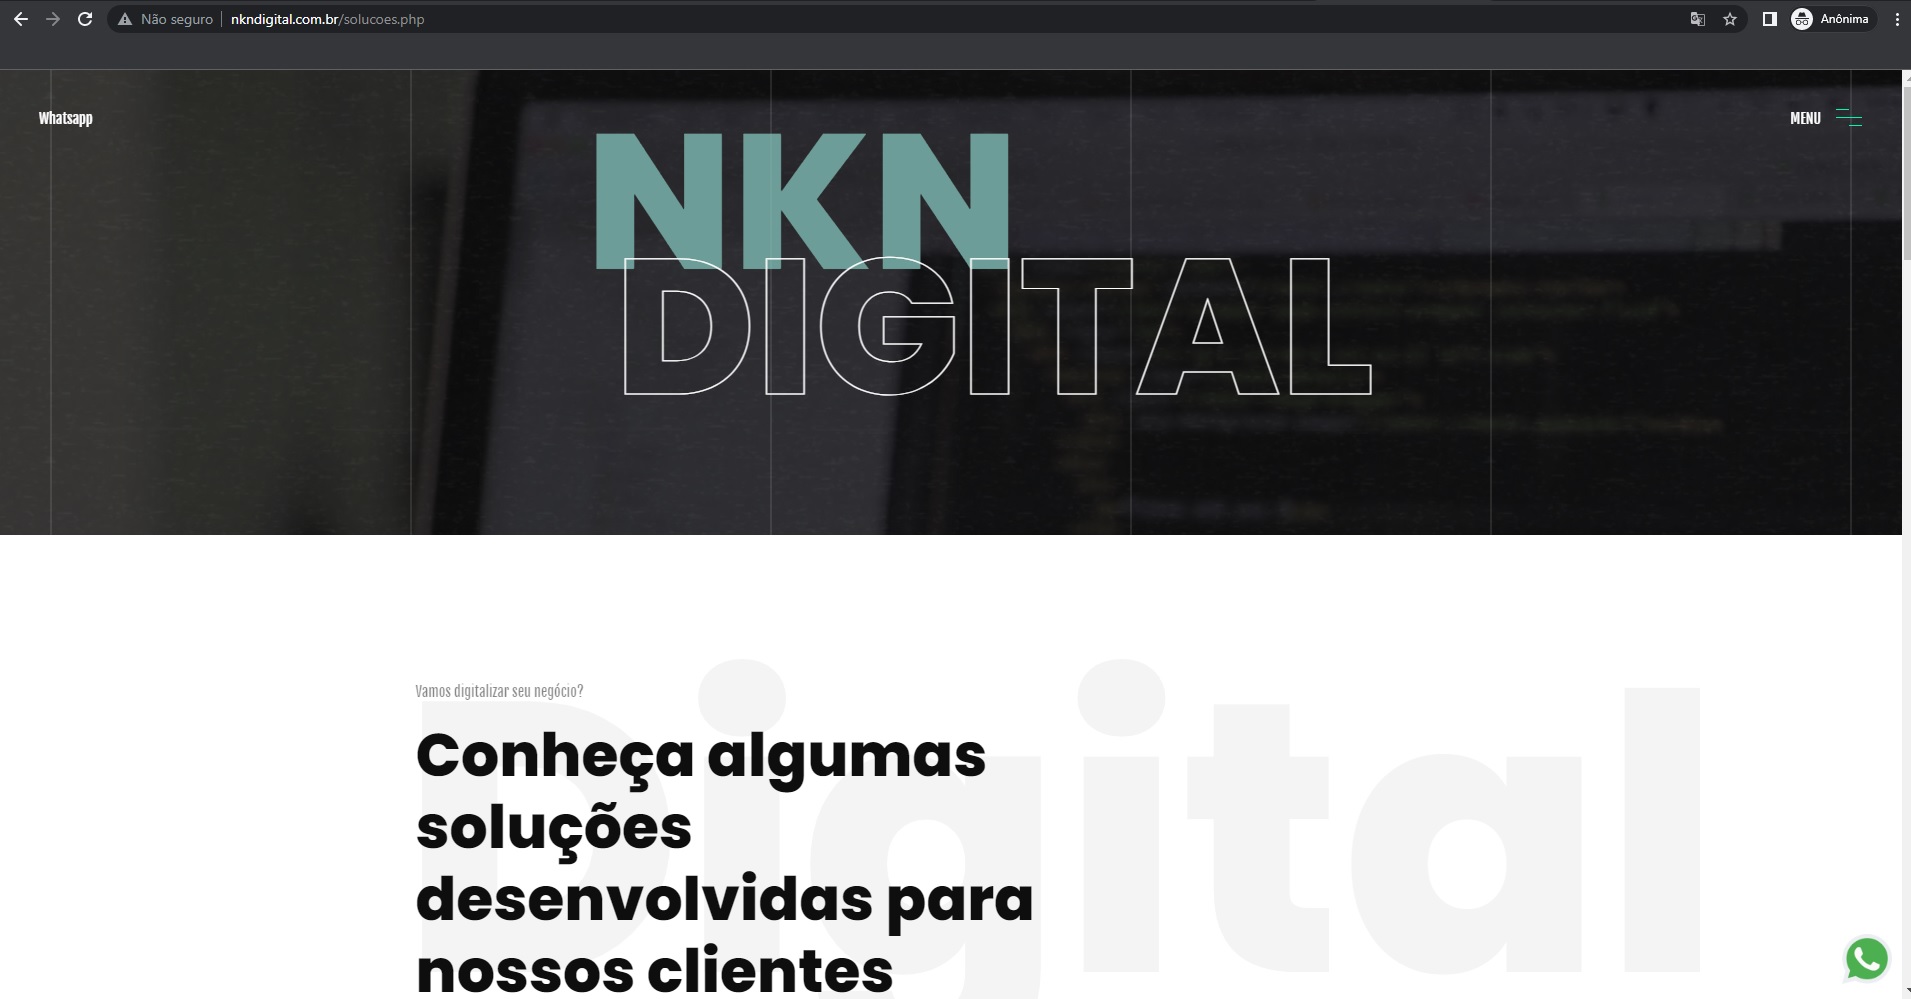 Não seguro
nkndigital.com.br/solucoes.php
Anônima
Whatsapp
MENU
NKN
DIGITAL
Vamos digitalizar seu negócio?
Digital
Conheça algumas
soluções
desenvolvidas para
nossos clientes